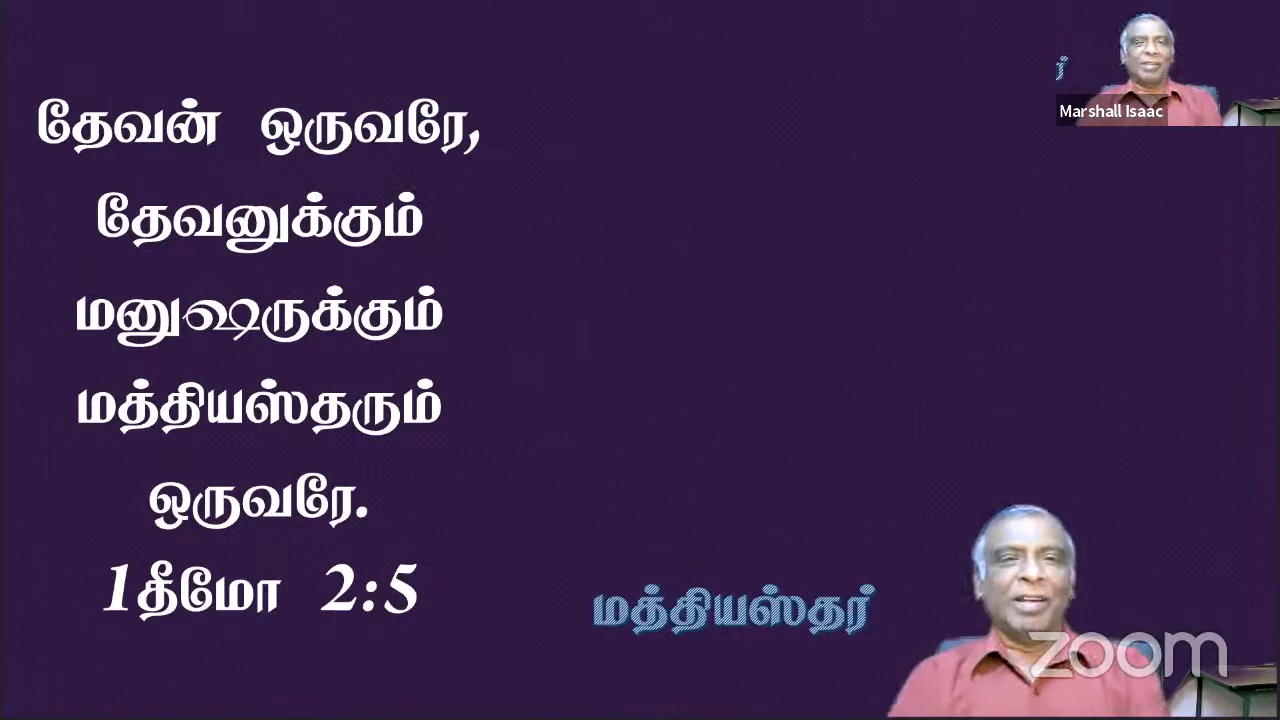 தேவன் ஒருவரே,
தேவனுக்கும்
மனுஷருக்கும்
மத்தியஸ்தரும்
ஒருவரே.
1தீமோ 2:5
மத்தியஸ்தர்
ர்
Marshall Isaac
zoom